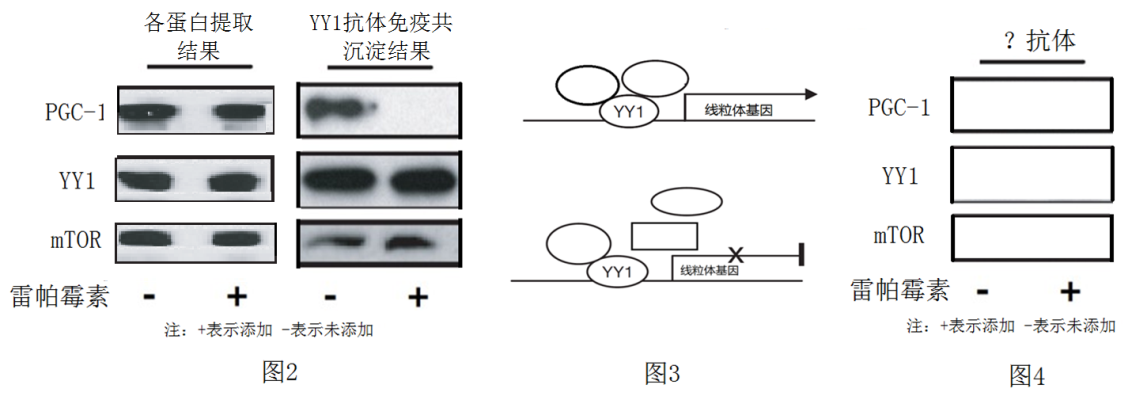 各蛋白提取
结果
YY1抗体免疫共
沉淀结果
PGC-1
YY1
mTOR
雷帕霉素 - + - +
注: +表示添加 -表示未添加
图2
YY1
线粒体基因
YY1
X
线粒体基因
图3
? 抗体
PGC-1
YY1
mTOR
雷帕霉素 - +
注: +表示添加 -表示未添加
图4